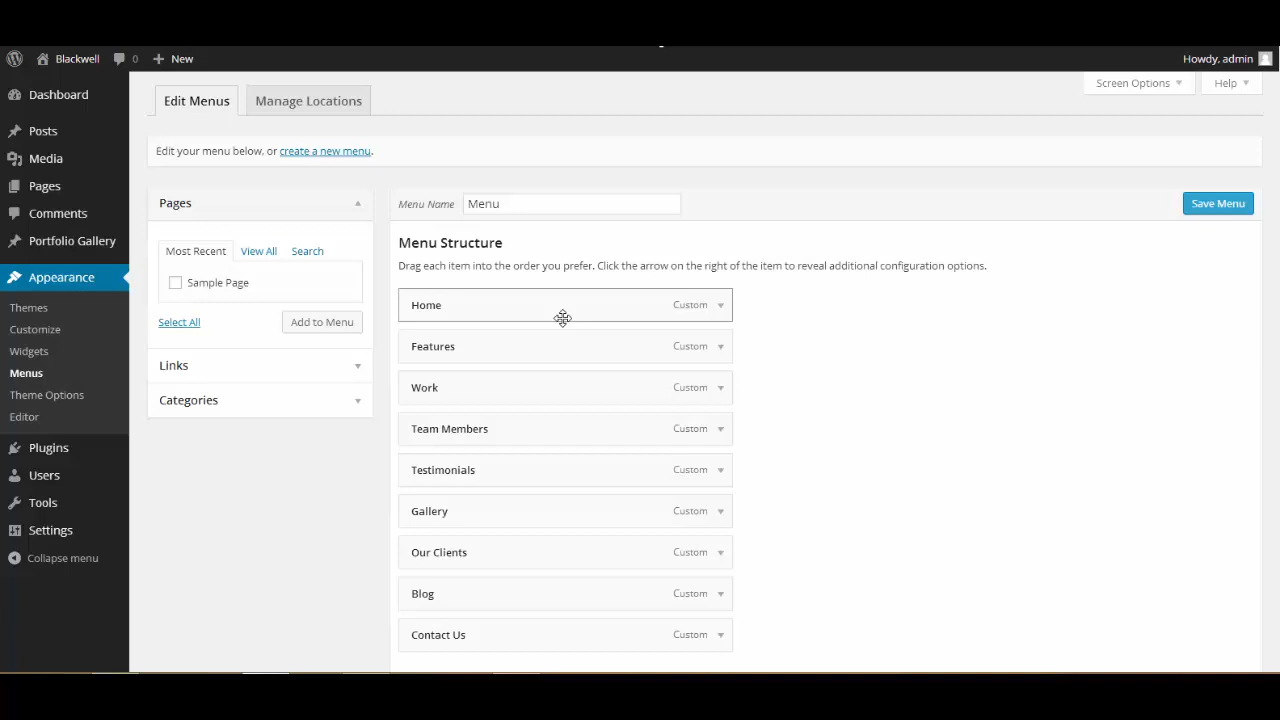 Blackwell 0 New Howdy, admin
Dashboard
Posts
Media
Pages
Comments
Portfolio Gallery
Appearance
Themes
Customize
Widgets
Menus
Theme Options
Editor
Plugins
Users
Tools
Settings
Collapse menu
Screen Options Help
Edit Menus Manage Locations
Edit your menu below, or create a new menu.
Pages
Most Recent View All Search
Sample Page
Select All Add to Menu
Links
Categories
Menu Name Menu Save Menu
Menu Structure
Drag each item into the order you prefer. Click the arrow on the right of the item to reveal additional configuration options.
Home Custom
Features Custom
Work Custom
Team Members Custom
Testimonials Custom
Gallery Custom
Our Clients Custom
Blog Custom
Contact Us Custom